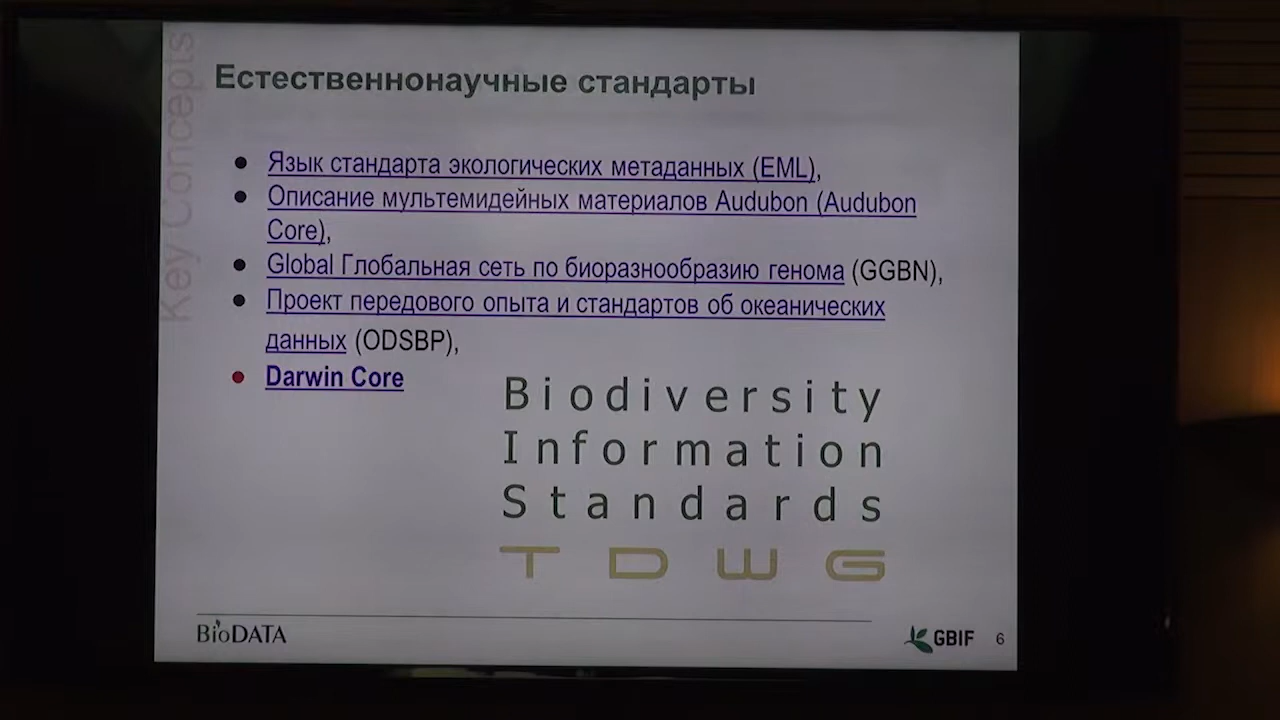 Key Concepts
Естественнонаучные стандарты
● Язык стандарта экологических метаданных (EML),
● Описание мультемидейных материалов Audubon (Audubon
Core),
● Global Глобальная сеть по биоразнообразию генома (GGBN),
● Проект передового опыта и стандартов об океанических
данных (ODSBP),
● Darwin Core
Biodiversity
Information
Standards
TDWG
BioDATA
GBIF 6